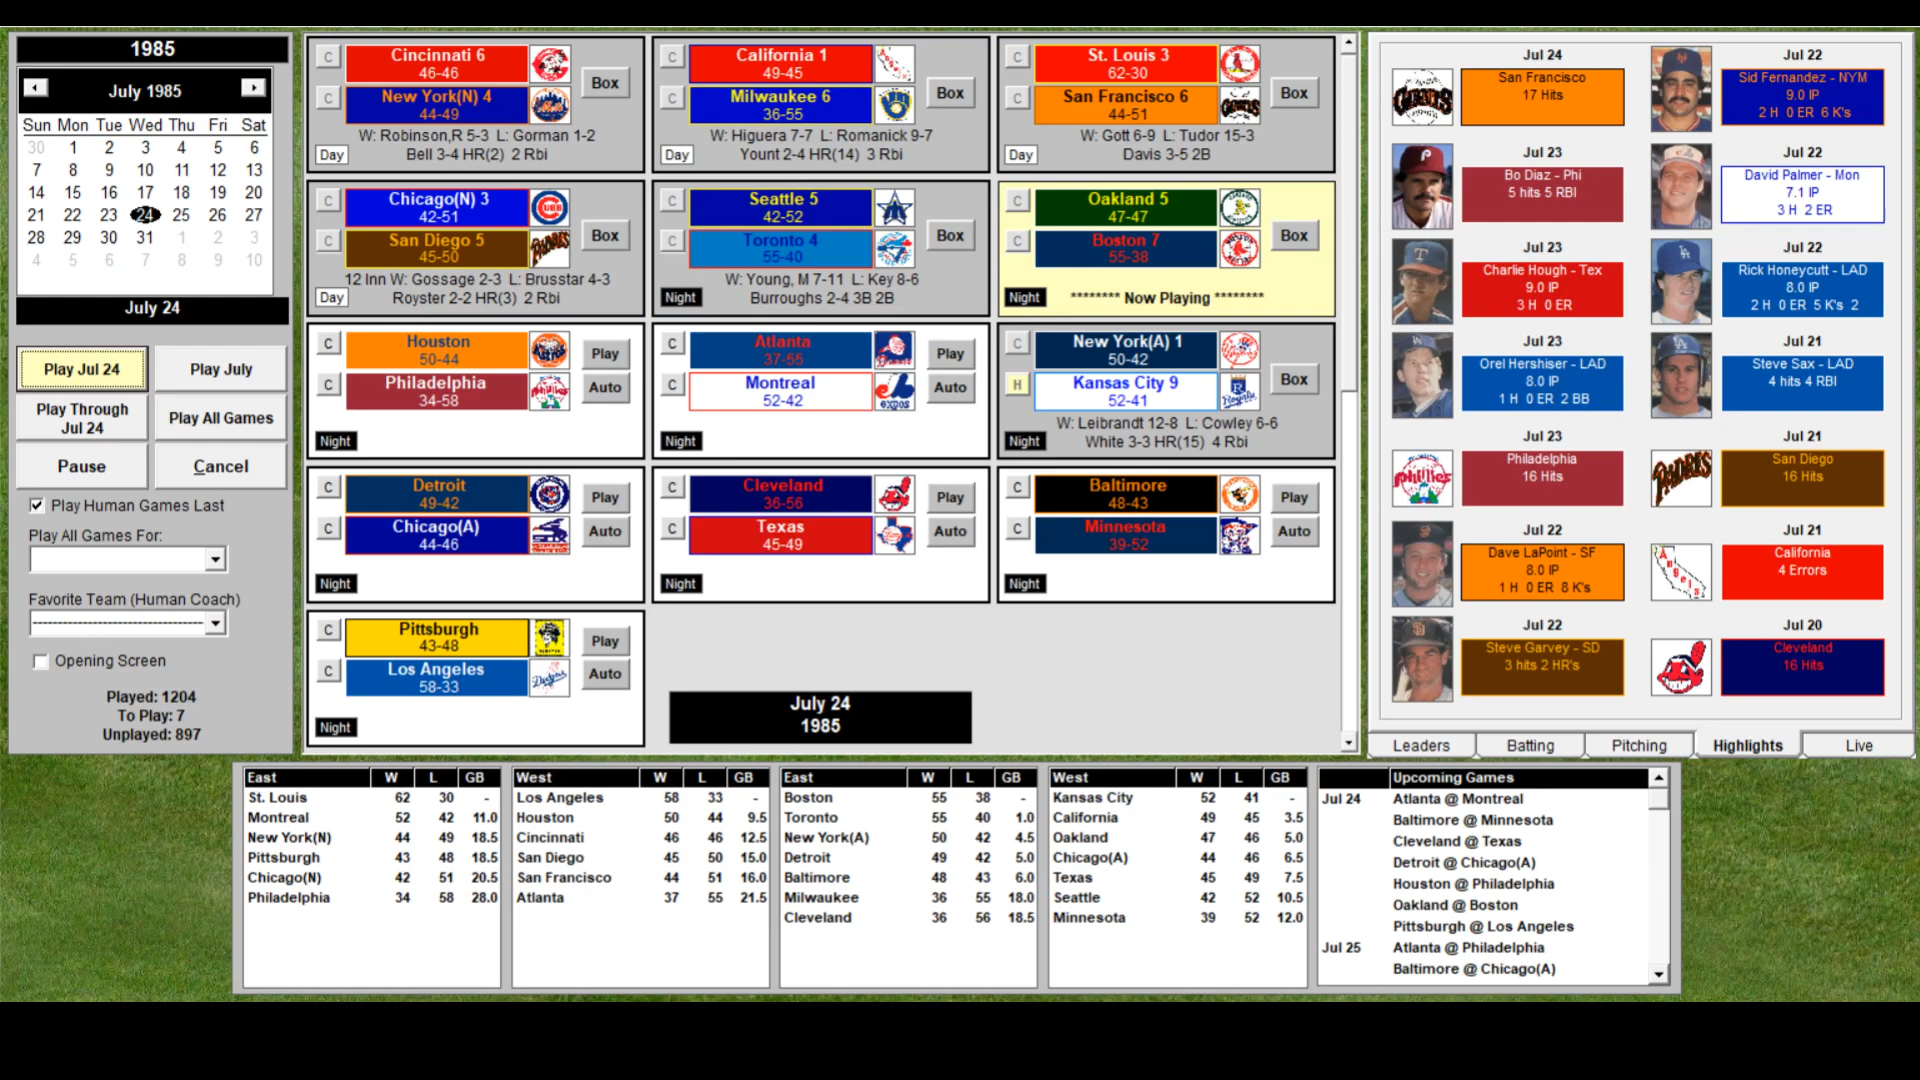 1985
July 1985
Sun Mon Tue Wed Thu Fri Sat
30 1 2 3 4 5 6
7 8 9 10 11 12 13
14 15 16 17 18 19 20
21 22 23 24 25 26 27
28 29 30 31 1 2 3
4 5 6 7 8 9 10
July 24
Play Jul 24
Play July
Play Through Jul 24
Play All Games
Pause
Cancel
Play Human Games Last
Play All Games For:
Favorite Team (Human Coach)
Opening Screen
Played: 1204
To Play: 7
Unplayed: 897
C Cincinnati 6
46-46
C New York(N) 4
44-49
Box
W: Robinson,R 5-3 L: Gorman 1-2
Day Bell 3-4 HR(2) 2 Rbi
C California 1
49-45
C Milwaukee 6
36-55
Box
W: Higuera 7-7 L: Romanick 9-7
Day Yount 2-4 HR(14) 3 Rbi
C St. Louis 3
62-30
C San Francisco 6
44-51
Box
W: Gott 6-9 L: Tudor 15-3
Day Davis 3-5 2B
C Chicago(N) 3
42-51
C San Diego 5
45-50
Box
12 Inn W: Gossage 2-3 L: Brusstar 4-3
Day Royster 2-2 HR(3) 2 Rbi
C Seattle 5
42-52
C Toronto 4
55-40
Box
W: Young, M 7-11 L: Key 8-6
Night Burroughs 2-4 3B 2B
C Oakland 5
47-47
C Boston 7
55-38
Box
Night ******** Now Playing ********
C Houston
50-44
Play
C Philadelphia
34-58
Auto
Night
C Atlanta
37-55
Play
C Montreal
52-42
Auto
Night
C New York(A) 1
50-42
H Kansas City 9
52-41
Box
W: Leibrandt 12-8 L: Cowley 6-6
Night White 3-3 HR(15) 4 Rbi
C Detroit
49-42
Play
C Chicago(A)
44-46
Auto
Night
C Cleveland
36-56
Play
C Texas
45-49
Auto
Night
C Baltimore
48-43
Play
C Minnesota
39-52
Auto
Night
C Pittsburgh
43-48
Play
C Los Angeles
58-33
Auto
Night
July 24
1985
Jul 24
San Francisco
17 Hits
Jul 22
Sid Fernandez - NYM
9.0 IP
2 H 0 ER 6 K's
Jul 23
Bo Diaz - Phi
5 hits 5 RBI
Jul 22
David Palmer - Mon
7.1 IP
3 H 2 ER
Jul 23
Charlie Hough - Tex
9.0 IP
3 H 0 ER
Jul 22
Rick Honeycutt - LAD
8.0 IP
2 H 0 ER 5 K's 2
Jul 23
Orel Hershiser - LAD
8.0 IP
1 H 0 ER 2 BB
Jul 21
Steve Sax - LAD
4 hits 4 RBI
Jul 23
Philadelphia
16 Hits
Jul 21
San Diego
16 Hits
Jul 22
Dave LaPoint - SF
8.0 IP
1 H 0 ER 8 K's
Jul 21
California
4 Errors
Jul 22
Steve Garvey - SD
3 hits 2 HR's
Jul 20
Cleveland
16 Hits
Leaders Batting Pitching Highlights Live
East W L GB
St. Louis 62 30 -
Montreal 52 42 11.0
New York(N) 44 49 18.5
Pittsburgh 43 48 18.5
Chicago(N) 42 51 20.5
Philadelphia 34 58 28.0
West W L GB
Los Angeles 58 33 -
Houston 50 44 9.5
Cincinnati 46 46 12.5
San Diego 45 50 15.0
San Francisco 44 51 16.0
Atlanta 37 55 21.5
East W L GB
Boston 55 38 -
Toronto 55 40 1.0
New York(A) 50 42 4.5
Detroit 49 42 5.0
Baltimore 48 43 6.0
Milwaukee 36 55 18.0
Cleveland 36 56 18.5
West W L GB
Kansas City 52 41 -
California 49 45 3.5
Oakland 47 46 5.0
Chicago(A) 44 46 6.5
Texas 45 49 7.5
Seattle 42 52 10.5
Minnesota 39 52 12.0
Upcoming Games
Jul 24 Atlanta @ Montreal
Baltimore @ Minnesota
Cleveland @ Texas
Detroit @ Chicago(A)
Houston @ Philadelphia
Oakland @ Boston
Pittsburgh @ Los Angeles
Jul 25 Atlanta @ Philadelphia
Baltimore @ Chicago(A)